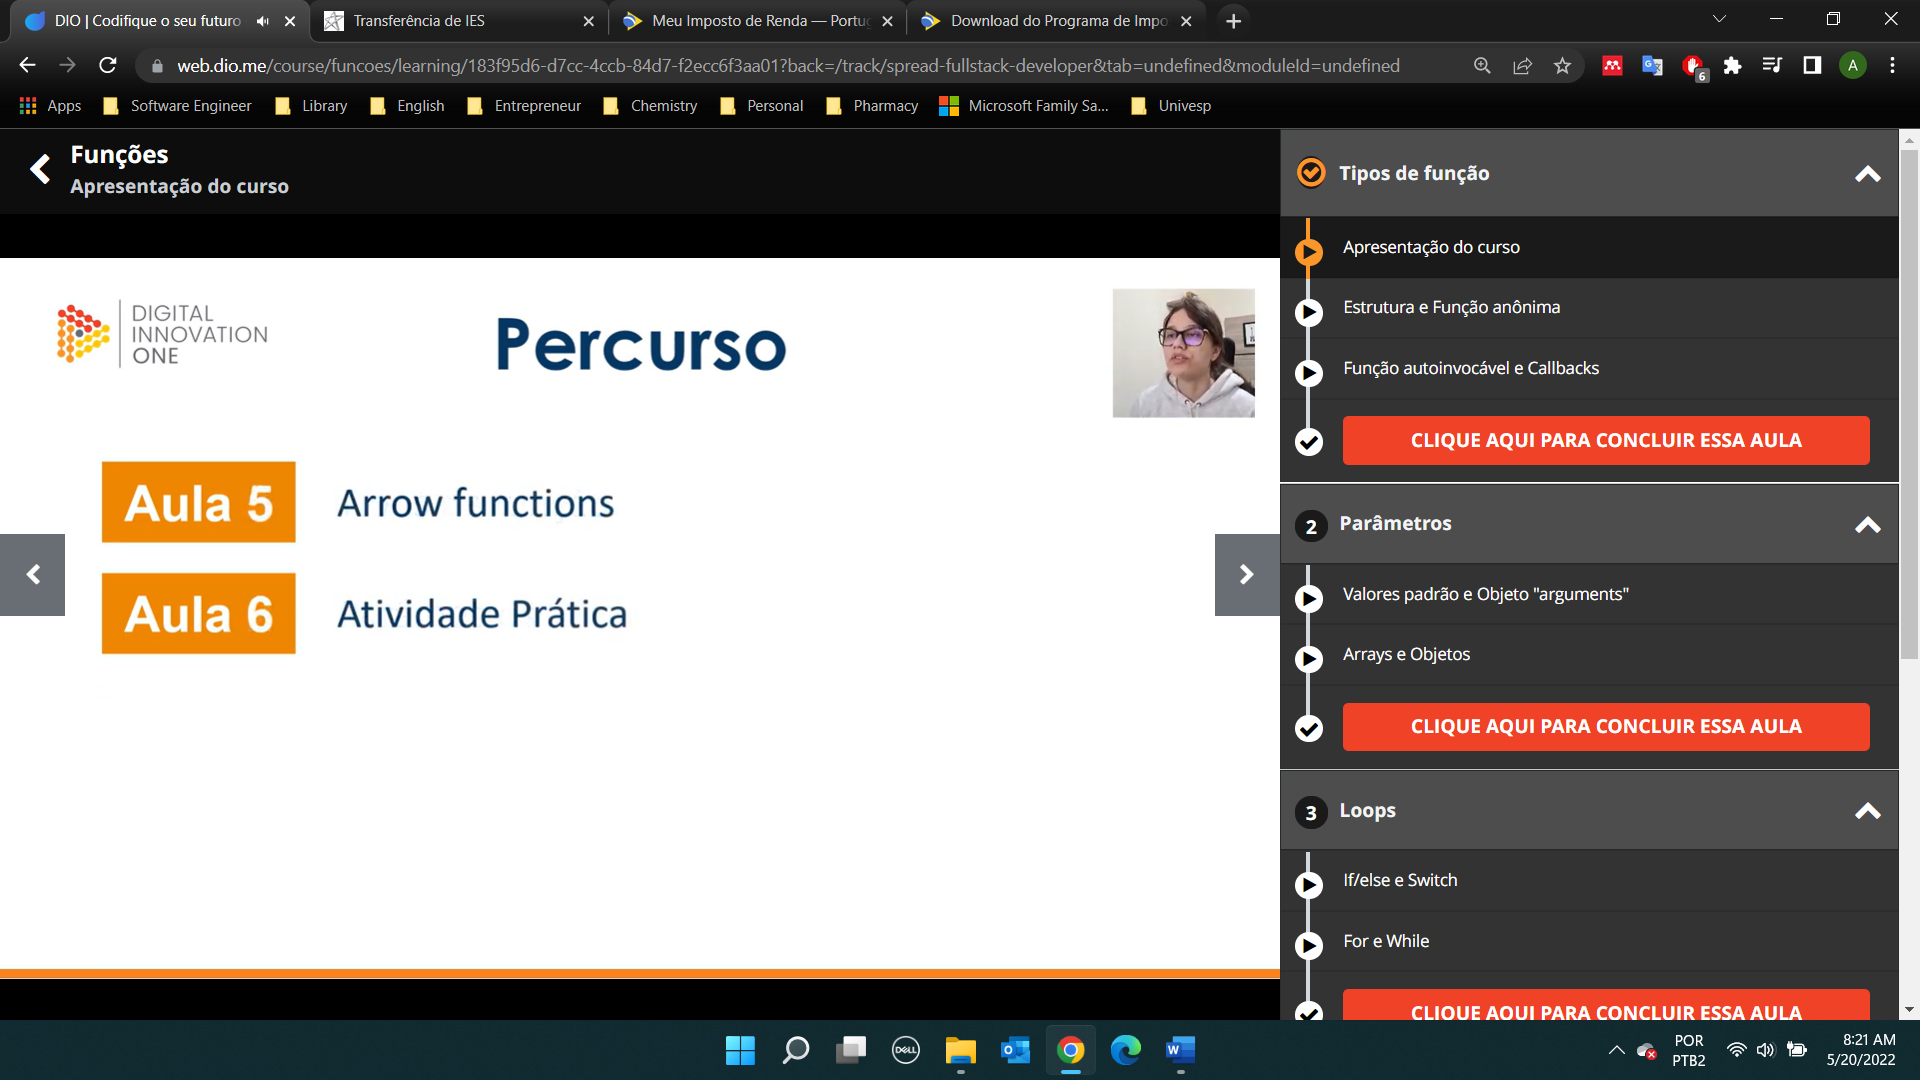 DIO | Codifique o seu futuro
Transferência de IES
Meu Imposto de Renda — Portu
Download do Programa de Impo
web.dio.me/course/funcoes/learning/183f95d6-d7cc-4ccb-84d7-f2ecc6f3aa01?back=/track/spread-fullstack-developer&tab=undefined&moduleId=undefined
6
A
Apps
Software Engineer
Library
English
Entrepreneur
Chemistry
Personal
Pharmacy
Microsoft Family Sa...
Univesp
Funções
Apresentação do curso
DIGITAL
INNOVATION
ONE
Percurso
Aula 5
Arrow functions
Aula 6
Atividade Prática
Tipos de função
Apresentação do curso
Estrutura e Função anônima
Função autoinvocável e Callbacks
CLIQUE AQUI PARA CONCLUIR ESSA AULA
2
Parâmetros
Valores padrão e Objeto "arguments"
Arrays e Objetos
CLIQUE AQUI PARA CONCLUIR ESSA AULA
3
Loops
If/else e Switch
For e While
CLIQUE AQUI PARA CONCLUIR ESSA AULA
DELL
POR
PTB2
8:21 AM
5/20/2022